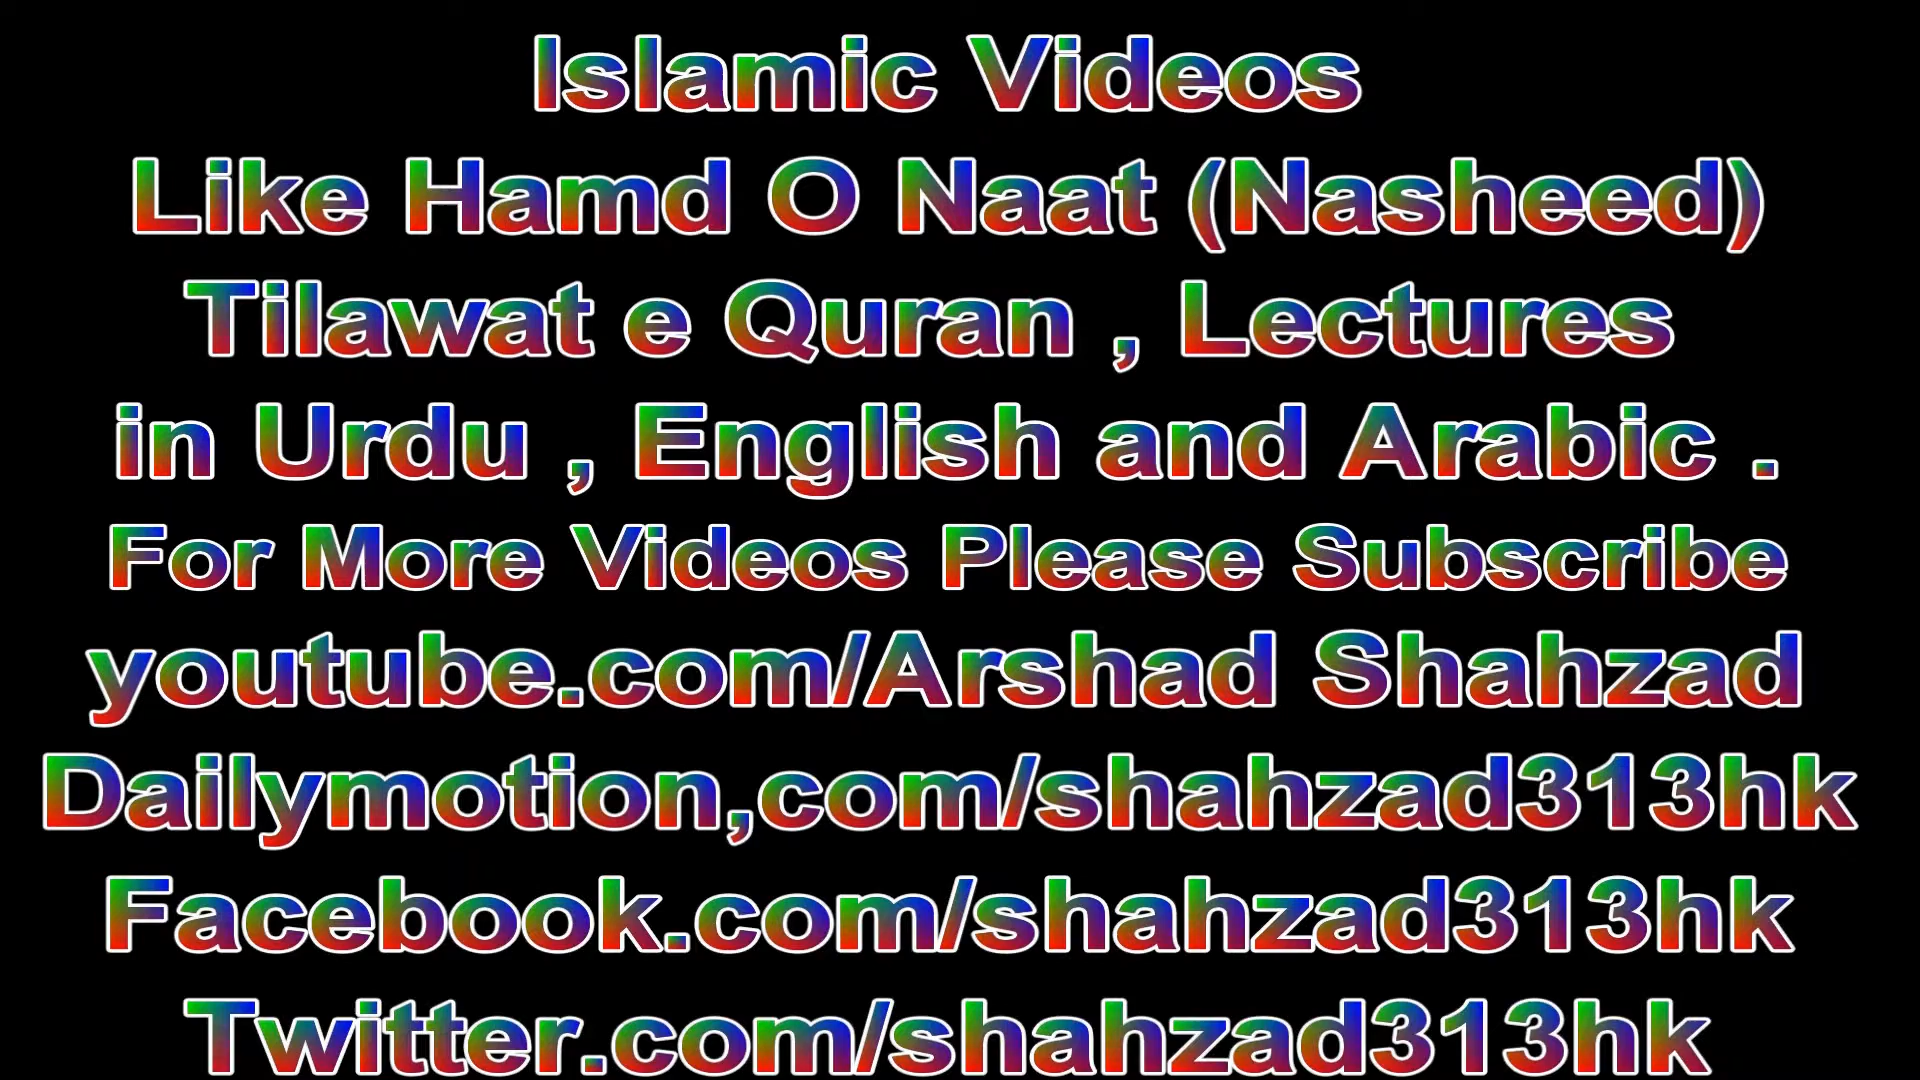 Islamic Videos
Like Hamd O Naat (Nasheed)
Tilawat e Quran , Lectures
in Urdu , English and Arabic .
For More Videos Please Subscribe
youtube.com/Arshad Shahzad
Dailymotion,com/shahzad313hk
Facebook.com/shahzad313hk
Twitter.com/shahzad313hk